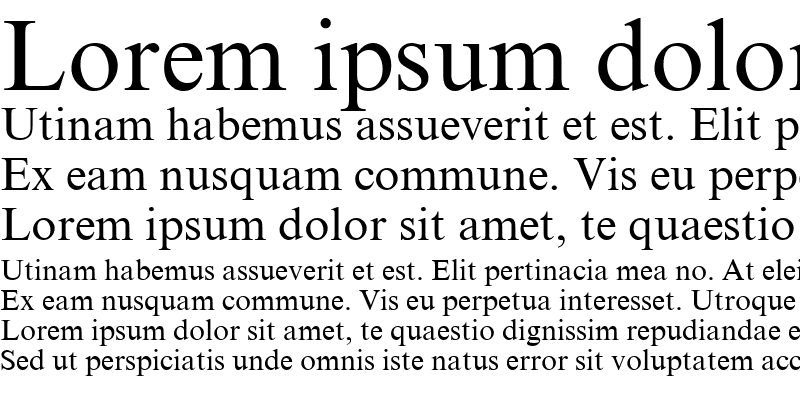 Lorem ipsum dolor
Utinam habemus assueverit et est. Elit p
Ex eam nusquam commune. Vis eu perp
Lorem ipsum dolor sit amet, te quaestio
Utinam habemus assueverit et est. Elit pertinacia mea no. At elei
Ex eam nusquam commune. Vis eu perpetua interesset. Utroque
Lorem ipsum dolor sit amet, te quaestio dignissim repudiandae e
Sed ut perspiciatis unde omnis iste natus error sit voluptatem acc